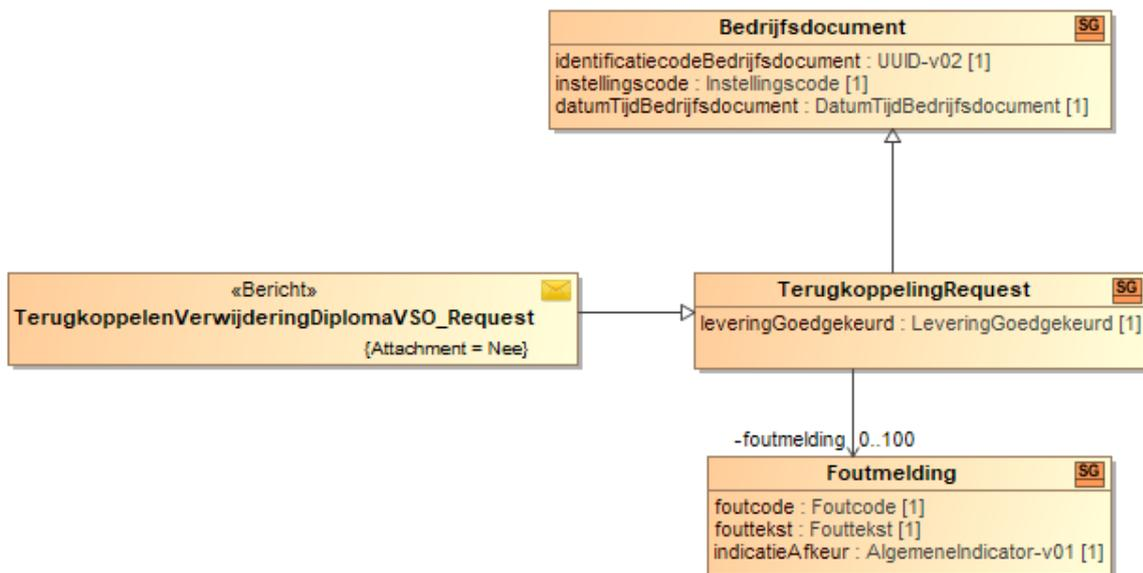 Bedrijfsdocument SG
identificatiecodeBedrijfsdocument : UUID-v02 [1]
instellingscode : Instellingscode [1]
datumTijdBedrijfsdocument : DatumTijdBedrijfsdocument [1]
«Bericht»
TerugkoppelenVerwijderingDiplomaVSO_Request
{Attachment = Nee}
TerugkoppelingRequest SG
leveringGoedgekeurd : LeveringGoedgekeurd [1]
-foutmelding 0..100
Foutmelding SG
foutcode : Foutcode [1]
fouttekst : Fouttekst [1]
indicatieAfkeur : AlgemeneIndicator-v01 [1]